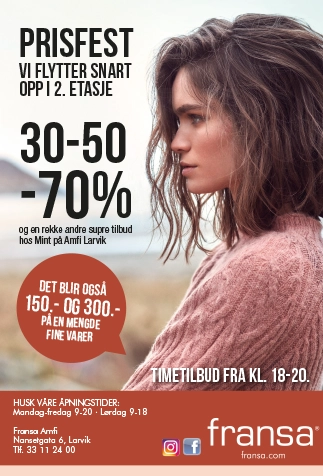 PRISFEST
VI FLYTTER SNART
OPP I 2. ETASJE
30-50
-70%
og en rekke andre supre tilbud
hos Mint på Amfi Larvik
DET BLIR OGSÅ
150.- OG 300.-
PÅ EN MENGDE
FINE VARER
TIMETILBUD FRA KL. 18-20.
HUSK VÅRE ÅPNINGSTIDER:
Mandag-fredag 9-20 · Lørdag 9-18
Fransa Amfi
Nansetgata 6, Larvik
Tlf. 33 11 24 00
fransa®
fransa.com